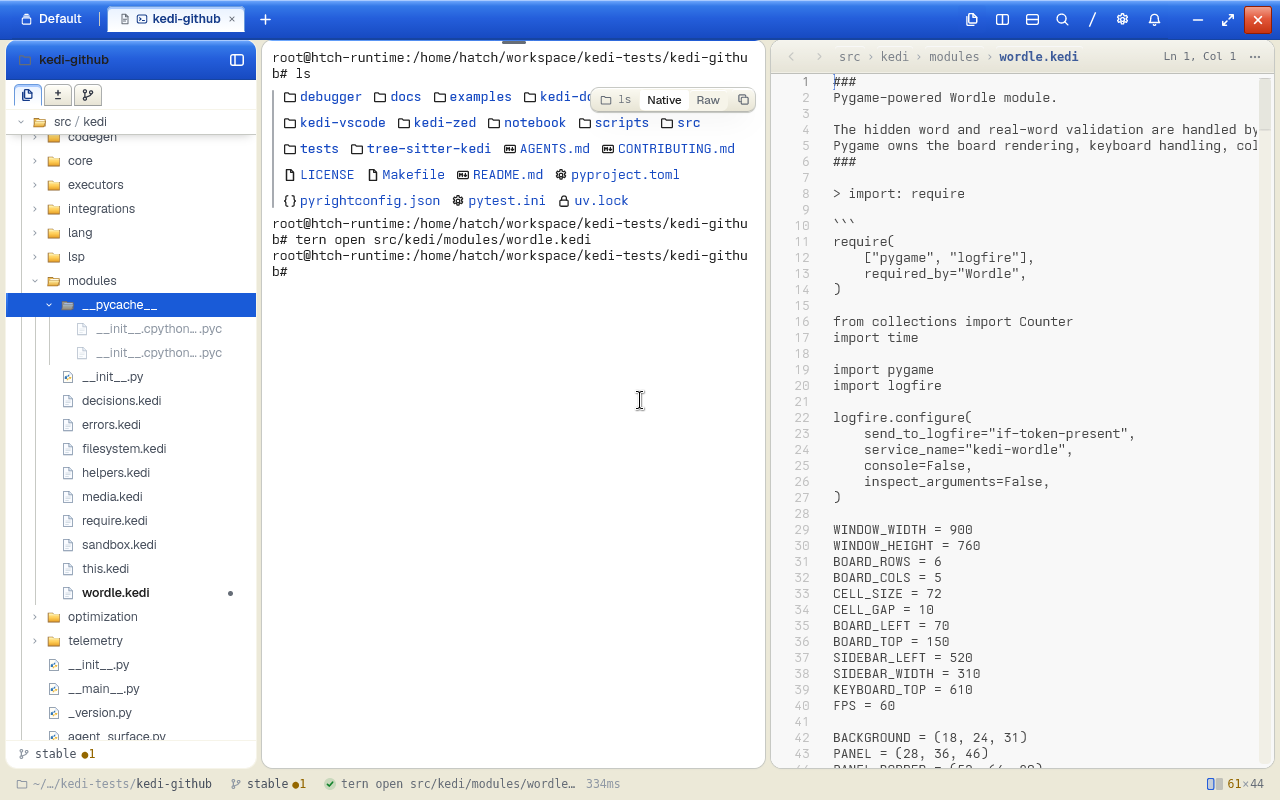 Default
kedi-github ×
kedi-github
src / kedi
codegen
core
executors
integrations
lang
lsp
modules
__pycache__
__init__.cpython… .pyc
__init__.cpython… .pyc
__init__.py
decisions.kedi
errors.kedi
filesystem.kedi
helpers.kedi
media.kedi
require.kedi
sandbox.kedi
this.kedi
wordle.kedi
optimization
telemetry
__init__.py
__main__.py
_version.py
agent_surface.py
stable ●1
root@htch-runtime:/home/hatch/workspace/kedi-tests/kedi-githu
b# ls
debugger docs examples kedi-do
ls Native Raw
kedi-vscode kedi-zed notebook scripts src
tests tree-sitter-kedi AGENTS.md CONTRIBUTING.md
LICENSE Makefile README.md pyproject.toml
pyrightconfig.json pytest.ini uv.lock
root@htch-runtime:/home/hatch/workspace/kedi-tests/kedi-githu
b# tern open src/kedi/modules/wordle.kedi
root@htch-runtime:/home/hatch/workspace/kedi-tests/kedi-githu
b#
src › kedi › modules › wordle.kedi Ln 1, Col 1 ···
1 ###
2 Pygame-powered Wordle module.
3
4 The hidden word and real-word validation are handled by
5 Pygame owns the board rendering, keyboard handling, col
6 ###
7
8 > import: require
9
10 ```
11 require(
12     ["pygame", "logfire"],
13     required_by="Wordle",
14 )
15
16 from collections import Counter
17 import time
18
19 import pygame
20 import logfire
21
22 logfire.configure(
23     send_to_logfire="if-token-present",
24     service_name="kedi-wordle",
25     console=False,
26     inspect_arguments=False,
27 )
28
29 WINDOW_WIDTH = 900
30 WINDOW_HEIGHT = 760
31 BOARD_ROWS = 6
32 BOARD_COLS = 5
33 CELL_SIZE = 72
34 CELL_GAP = 10
35 BOARD_LEFT = 70
36 BOARD_TOP = 150
37 SIDEBAR_LEFT = 520
38 SIDEBAR_WIDTH = 310
39 KEYBOARD_TOP = 610
40 FPS = 60
41
42 BACKGROUND = (18, 24, 31)
43 PANEL = (28, 36, 46)
~/…/kedi-tests/kedi-github stable ●1 tern open src/kedi/modules/wordle… 334ms 61×44